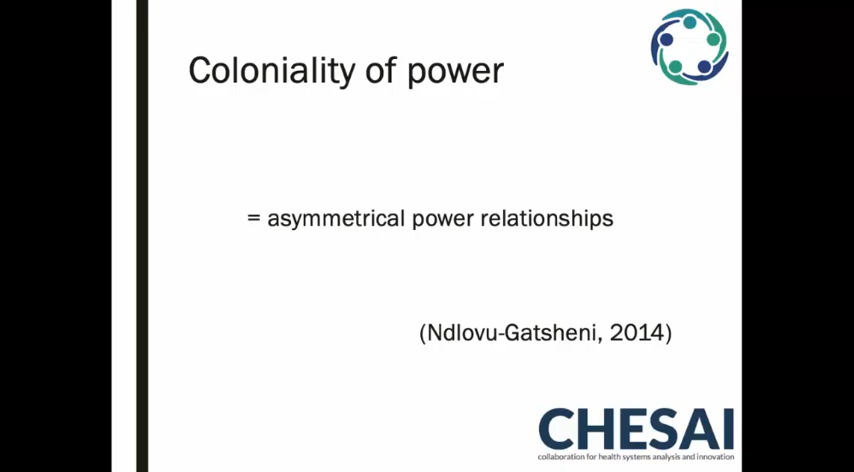 Coloniality of power
= asymmetrical power relationships
(Ndlovu-Gatsheni, 2014)
CHESAI
collaboration for health systems analysis and innovation